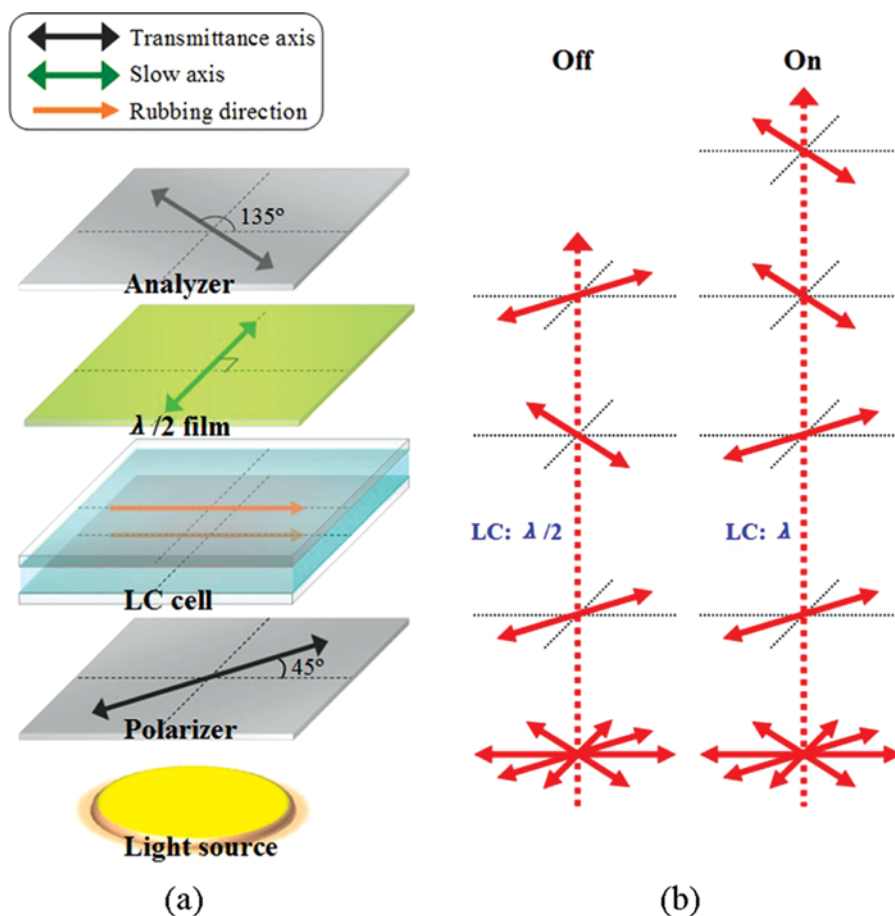 Transmittance axis
Slow axis
Rubbing direction
135°
Analyzer
λ/2 film
LC cell
45°
Polarizer
Light source
(a)
Off
On
LC: λ/2
LC: λ
(b)